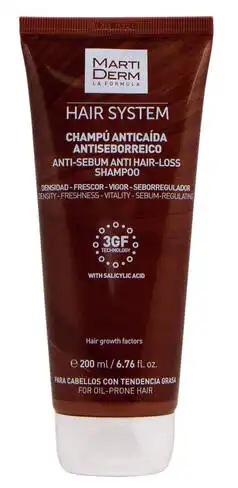 MARTI
DERM
LA FORMULA
HAIR SYSTEM
CHAMPÚ ANTICAÍDA
ANTISEBORREICO
ANTI-SEBUM ANTI HAIR-LOSS
SHAMPOO
DENSIDAD - FRESCOR - VIGOR - SEBORREGULADOR
DENSITY - FRESHNESS - VITALITY - SEBUM-REGULATING
3GF
TECHNOLOGY
WITH SALICYLIC ACID
Hair growth factors
℮ 200 ml / 6.76 fl. oz.
PARA CABELLOS CON TENDENCIA GRASA
FOR OIL-PRONE HAIR